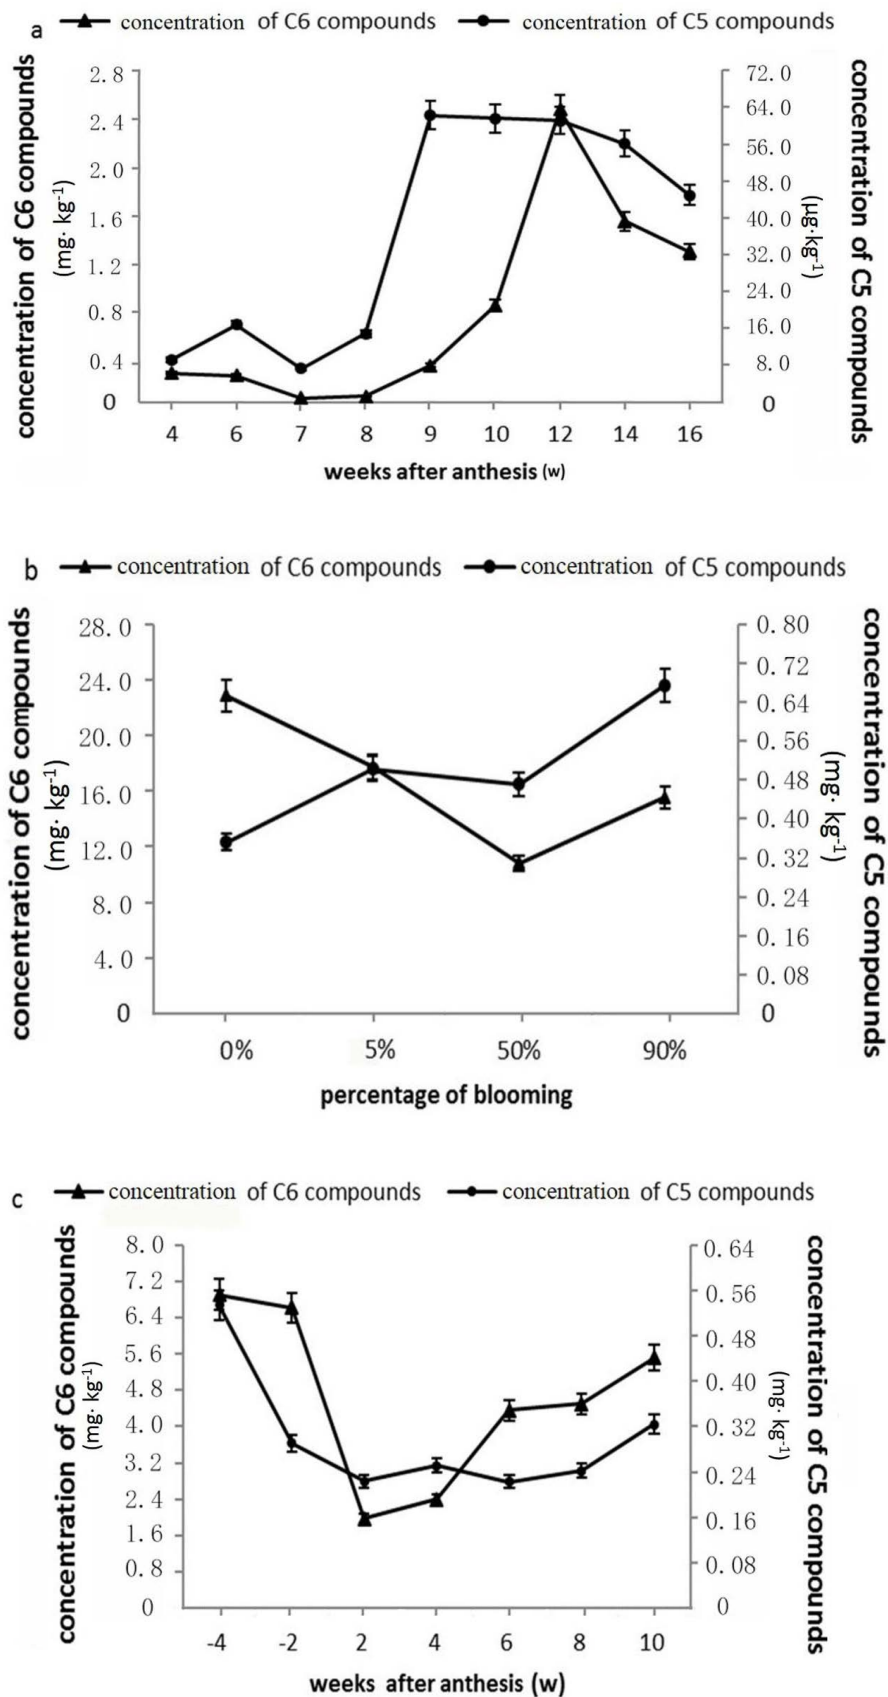 a
concentration of C6 compounds
concentration of C5 compounds
concentration of C6 compounds
(mg· kg-1)
2.8
2.4
2.0
1.6
1.2
0.8
0.4
0
72.0
64.0
56.0
48.0
40.0
32.0
24.0
16.0
8.0
0
(μg·kg-1)
concentration of C5 compounds
4 6 7 8 9 10 12 14 16
weeks after anthesis (w)
b
concentration of C6 compounds
concentration of C5 compounds
concentration of C6 compounds
(mg· kg-1)
28.0
24.0
20.0
16.0
12.0
8.0
4.0
0
0.80
0.72
0.64
0.56
0.48
0.40
0.32
0.24
0.16
0.08
0
(mg· kg-1)
concentration of C5 compounds
0% 5% 50% 90%
percentage of blooming
c
concentration of C6 compounds
concentration of C5 compounds
concentration of C6 compounds
(mg· kg-1)
8.0
7.2
6.4
5.6
4.8
4.0
3.2
2.4
1.6
0.8
0
0.64
0.56
0.48
0.40
0.32
0.24
0.16
0.08
0
(mg· kg-1)
concentration of C5 compounds
-4 -2 2 4 6 8 10
weeks after anthesis (w)